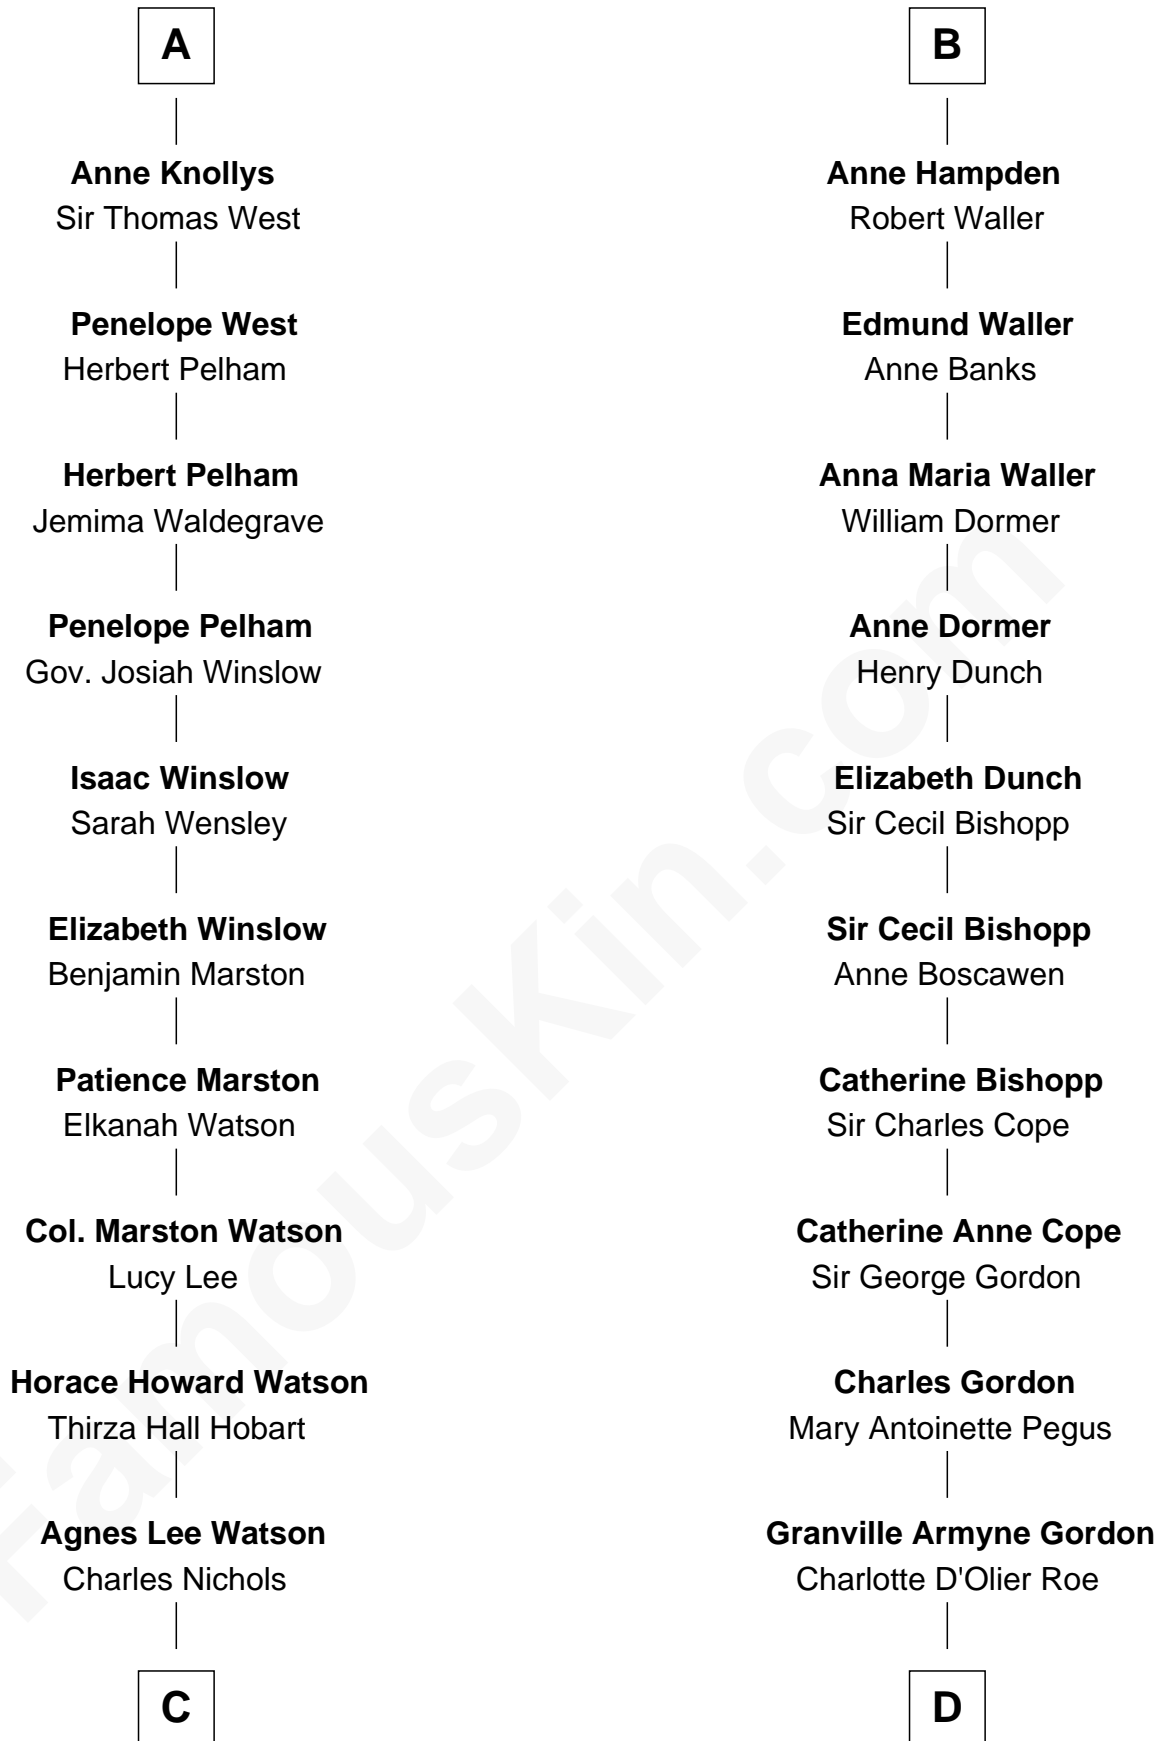 A
Anne Knollys
Sir Thomas West
Penelope West
Herbert Pelham
Herbert Pelham
Jemima Waldegrave
Penelope Pelham
Gov. Josiah Winslow
Isaac Winslow
Sarah Wensley
Elizabeth Winslow
Benjamin Marston
Patience Marston
Elkanah Watson
Col. Marston Watson
Lucy Lee
Horace Howard Watson
Thirza Hall Hobart
Agnes Lee Watson
Charles Nichols
C
B
Anne Hampden
Robert Waller
Edmund Waller
Anne Banks
Anna Maria Waller
William Dormer
Anne Dormer
Henry Dunch
Elizabeth Dunch
Sir Cecil Bishopp
Sir Cecil Bishopp
Anne Boscawen
Catherine Bishopp
Sir Charles Cope
Catherine Anne Cope
Sir George Gordon
Charles Gordon
Mary Antoinette Pegus
Granville Armyne Gordon
Charlotte D'Olier Roe
D
FamousKin.com